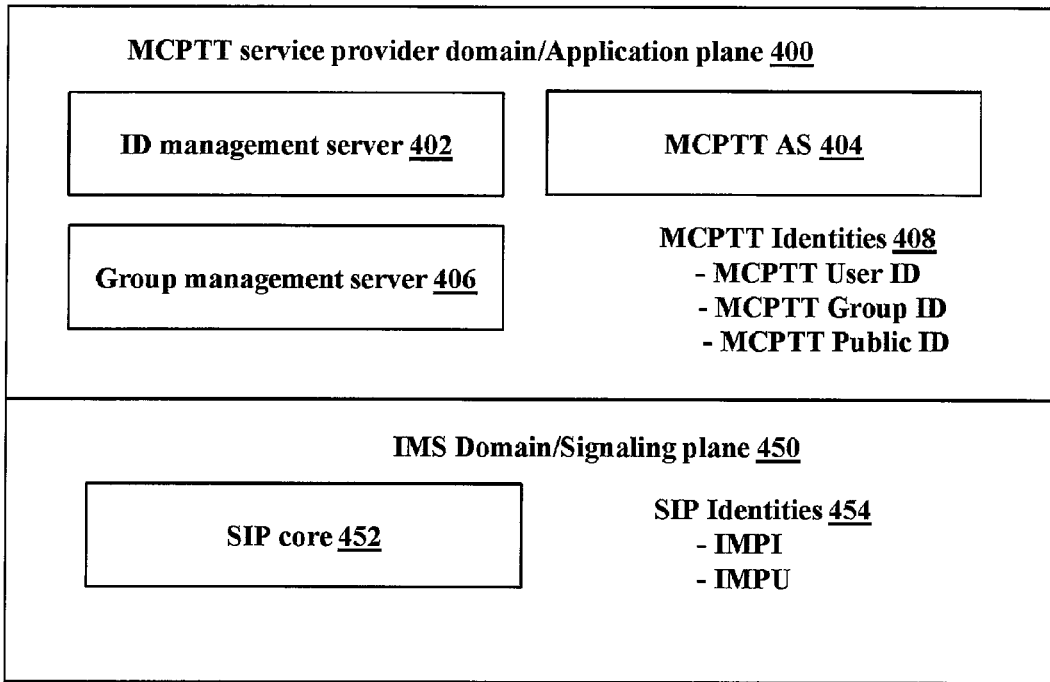 MCPTT service provider domain/Application plane 400
ID management server 402
MCPTT AS 404
Group management server 406
MCPTT Identities 408
- MCPTT User ID
- MCPTT Group ID
- MCPTT Public ID
IMS Domain/Signaling plane 450
SIP core 452
SIP Identities 454
- IMPI
- IMPU